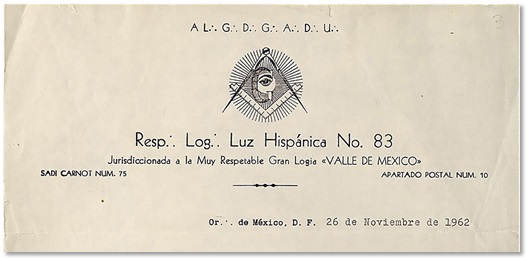 A L∴ G∴ D∴ G∴ A∴ D∴ U∴
Resp∴ Log∴ Luz Hispánica No. 83
Jurisdiccionada a la Muy Respetable Gran Logia «VALLE DE MEXICO»
SADI CARNOT NUM. 75 APARTADO POSTAL NUM. 10
Or∴ de México, D. F. 26 de Noviembre de 1962